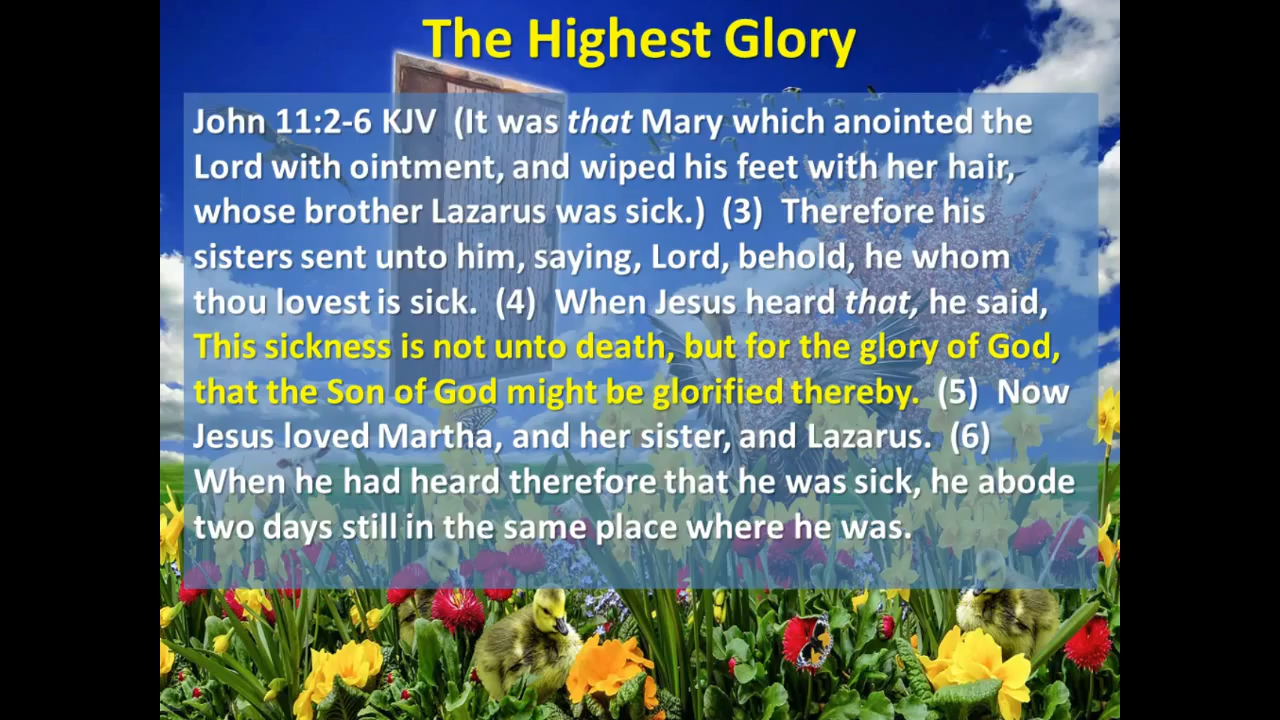 The Highest Glory
John 11:2-6 KJV (It was that Mary which anointed the
Lord with ointment, and wiped his feet with her hair,
whose brother Lazarus was sick.) (3) Therefore his
sisters sent unto him, saying, Lord, behold, he whom
thou lovest is sick. (4) When Jesus heard that, he said,
This sickness is not unto death, but for the glory of God,
that the Son of God might be glorified thereby. (5) Now
Jesus loved Martha, and her sister, and Lazarus. (6)
When he had heard therefore that he was sick, he abode
two days still in the same place where he was.